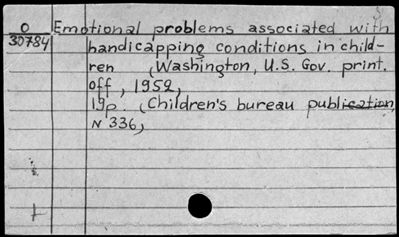 O
30784
Emotional problems associated with
handicapping conditions in child-
ren (Washington, U.S. Gov. print.
off, 1952,
19p. (Children's bureau publication,
N 336,